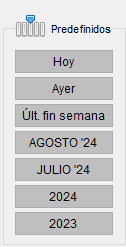 Predefinidos
Hoy
Ayer
Últ. fin semana
AGOSTO '24
JULIO '24
2024
2023